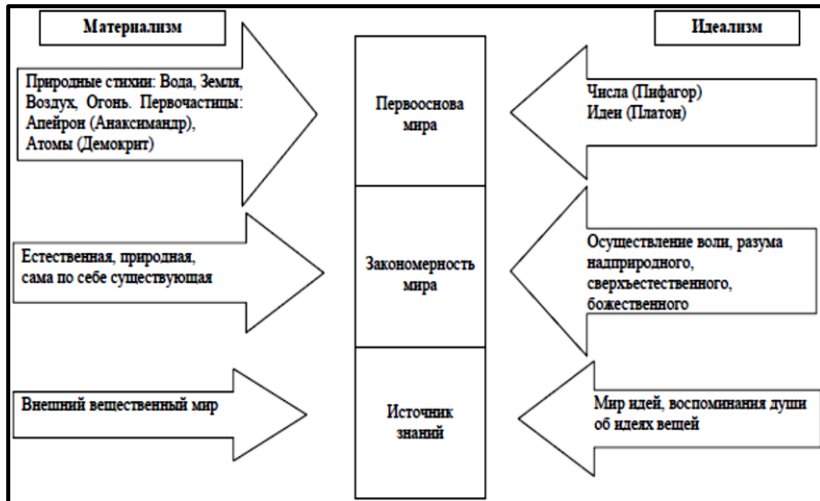 Материализм
Идеализм
Природные стихии: Вода, Земля,
Воздух, Огонь. Первочастицы:
Апейрон (Анаксимандр),
Атомы (Демокрит)
Первооснова
мира
Числа (Пифагор)
Идеи (Платон)
Естественная, природная,
сама по себе существующая
Закономерность
мира
Осуществление воли, разума
надприродного,
сверхъестественного,
божественного
Внешний вещественный мир
Источник
знаний
Мир идей, воспоминания души
об идеях вещей